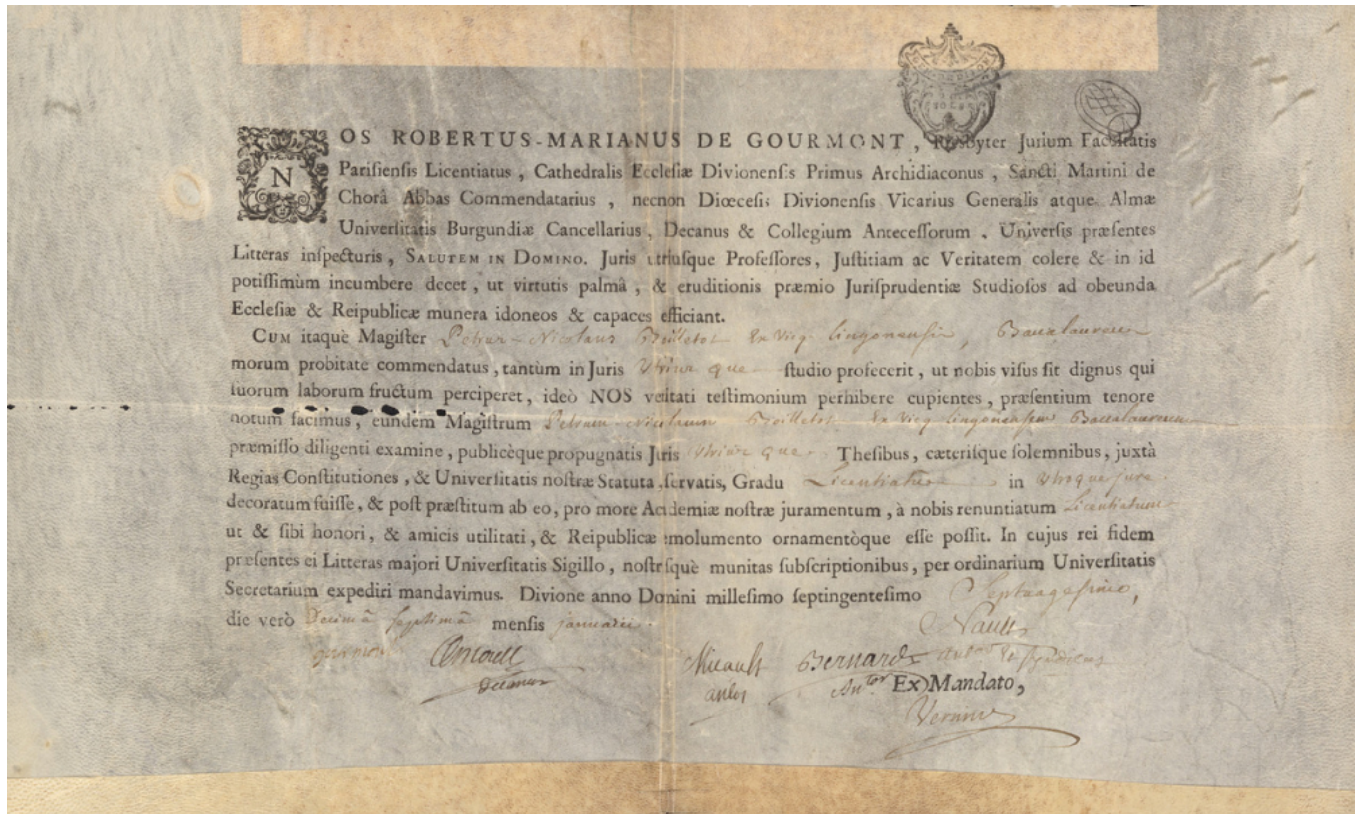 NOS ROBERTUS-MARIANUS DE GOURMONT, Presbyter Jurium Facultatis
Pariſienſis Licentiatus, Cathedralis Eccleſiæ Divionenſis Primus Archidiaconus, Sancti Martini de
Chorâ Abbas Commendatarius, necnon Diœceſis Divionenſis Vicarius Generalis atque Almæ
Univerſitatis Burgundiæ Cancellarius, Decanus & Collegium Anteceſſorum. Univerſis præſentes
Litteras inſpecturis, SALUTEM IN DOMINO. Juris utriuſque Profeſſores, Juſtitiam ac Veritatem colere & in id
potiſſimùm incumbere decet, ut virtutis palmâ, & eruditionis præmio Juriſprudentiæ Studioſos ad obeunda
Eccleſiæ & Reipublicæ munera idoneos & capaces efficiant.
CUM itaquè Magiſter Petrus-Nicolaus Boilletot Lingonenſis, Baccalaureus
morum probitate commendatus, tantùm in Juris Utriuſque ſtudio profecerit, ut nobis viſus ſit dignus qui
ſuorum laborum fructum perciperet, ideò NOS veritati teſtimonium perhibere cupientes, præſentium tenore
notum facimus, eundem Magiſtrum Petrum-Nicolaum Boilletot Lingonenſem Baccalaureum
præmiſſo diligenti examine, publicèque propugnatis Juris Utriuſque Theſibus, cæteriſque ſolemnibus, juxtà
Regias Conſtitutiones, & Univerſitatis noſtræ Statuta ſervatis, Gradu Licentiatus in Utroque jure
decoratum fuiſſe, & poſt præſtitum ab eo, pro more Academiæ noſtræ juramentum, à nobis renuntiatum Licentiatum
ut & ſibi honori, & amicis utilitati, & Reipublicæ emolumento ornamentòque eſſe poſſit. In cujus rei fidem
præſentes ei Litteras majori Univerſitatis Sigillo, noſtriſquè munitas ſubſcriptionibus, per ordinarium Univerſitatis
Secretarium expediri mandavimus. Divione anno Domini milleſimo ſeptingenteſimo Septuageſimo,
die verò Decimâ ſeptimâ menſis januarii.
Nault
gourmont Decanus Micault Bernard
Ex Mandato,